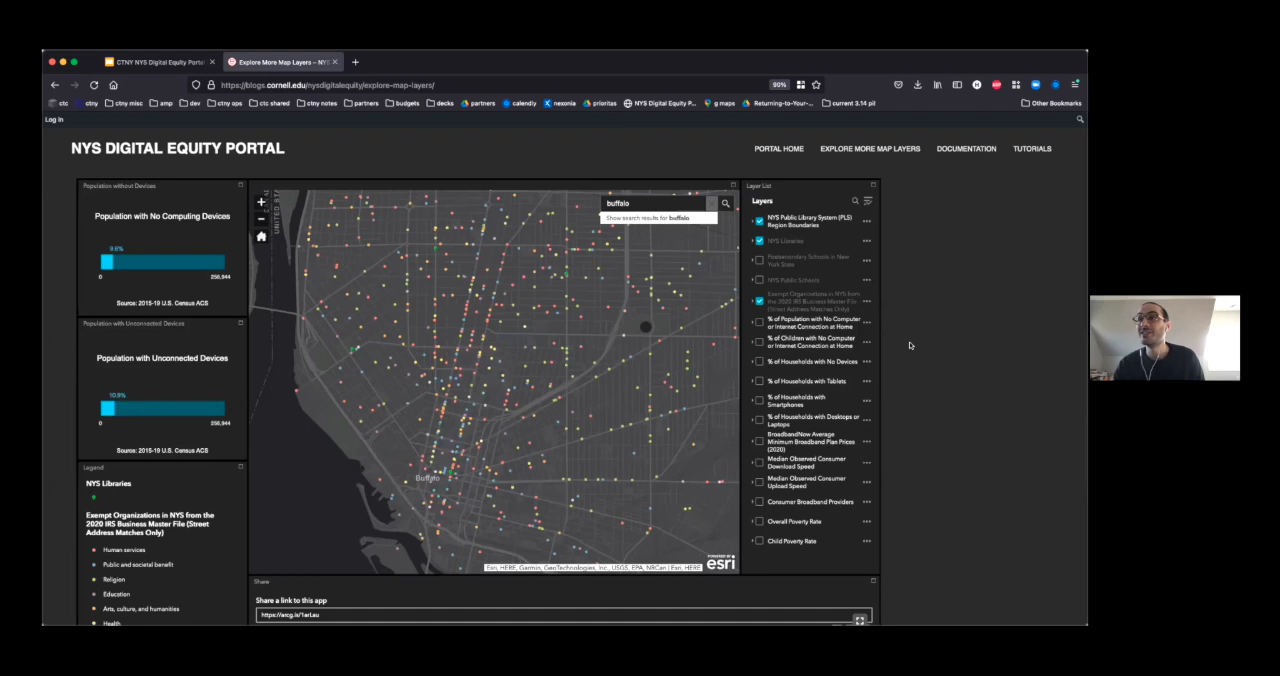 CTNY NYS Digital Equity Portal
Explore More Map Layers – NYS
https://blogs.cornell.edu/nysdigitalequity/explore-map-layers/
90%
ctc
ctny
ctny misc
amp
dev
ctny ops
ctc shared
ctny notes
partners
budgets
decks
partners
calendly
nexonia
prioritas
NYS Digital Equity P...
g maps
Returning-to-Your-...
current 3.14 pil
Other Bookmarks
Log In
NYS DIGITAL EQUITY PORTAL
PORTAL HOME
EXPLORE MORE MAP LAYERS
DOCUMENTATION
TUTORIALS
Population without Devices
Population with No Computing Devices
9.8%
0
256,944
Source: 2015-19 U.S. Census ACS
Population with Unconnected Devices
Population with Unconnected Devices
10.9%
0
256,944
Source: 2015-19 U.S. Census ACS
Legend
NYS Libraries
Exempt Organizations in NYS from the
2020 IRS Business Master File (Street
Address Matches Only)
Human services
Public and societal benefit
Religion
Education
Arts, culture, and humanities
Health
UNITED STA
buffalo
Show search results for buffalo
Buffalo
POWERED BY
esri
Esri, HERE, Garmin, GeoTechnologies, Inc., USGS, EPA, NRCan | Esri, HERE
Share
Share a link to this app
https://arcg.is/1arLau
Layer List
Layers
NYS Public Library System (PLS)
Region Boundaries
NYS Libraries
Postsecondary Schools in New
York State
NYS Public Schools
Exempt Organizations in NYS from
the 2020 IRS Business Master File
(Street Address Matches Only)
% of Population with No Computer
or Internet Connection at Home
% of Children with No Computer
or Internet Connection at Home
% of Households with No Devices
% of Households with Tablets
% of Households with
Smartphones
% of Households with Desktops or
Laptops
BroadbandNow Average
Minimum Broadband Plan Prices
(2020)
Median Observed Consumer
Download Speed
Median Observed Consumer
Upload Speed
Consumer Broadband Providers
Overall Poverty Rate
Child Poverty Rate